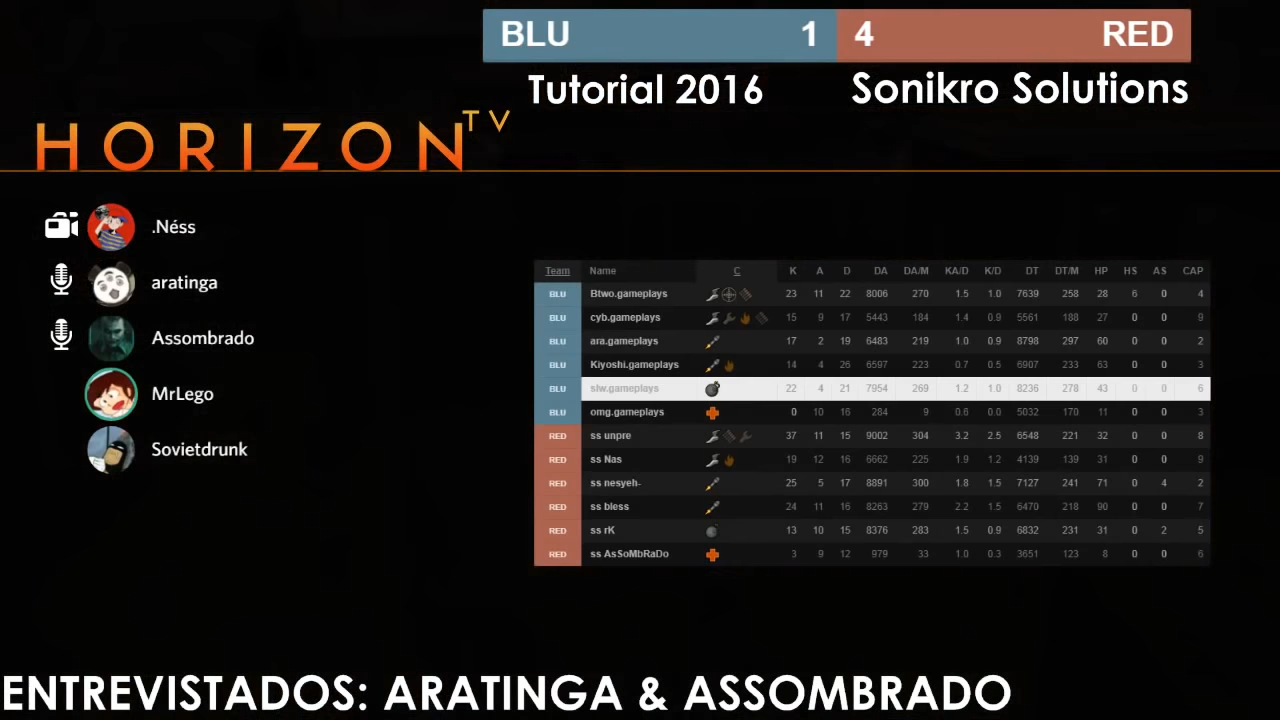 BLU 1 4 RED
Tutorial 2016 Sonikro Solutions
HORIZON TV
.Néss
aratinga
Assombrado
MrLego
Sovietdrunk
Team Name C K A D DA DA/M KA/D K/D DT DT/M HP HS AS CAP
BLU Btwo.gameplays 23 11 22 8006 270 1.5 1.0 7639 258 28 6 0 4
BLU cyb.gameplays 15 9 17 5443 184 1.4 0.9 5561 188 27 0 0 9
BLU ara.gameplays 17 2 19 6483 219 1.0 0.9 8798 297 60 0 0 2
BLU Kiyoshi.gameplays 14 4 26 6597 223 0.7 0.5 6907 233 63 0 0 3
BLU slw.gameplays 22 4 21 7954 269 1.2 1.0 8236 278 43 0 0 6
BLU omg.gameplays 0 10 16 284 9 0.6 0.0 5032 170 11 0 0 3
RED ss unpre 37 11 15 9002 304 3.2 2.5 6548 221 32 0 0 8
RED ss Nas 19 12 16 6662 225 1.9 1.2 4139 139 31 0 0 9
RED ss nesyeh- 25 5 17 8891 300 1.8 1.5 7127 241 71 0 4 2
RED ss bless 24 11 16 8263 279 2.2 1.5 6470 218 90 0 0 7
RED ss rK 13 10 15 8376 283 1.5 0.9 6832 231 31 0 2 5
RED ss AsSoMbRaDo 3 9 12 979 33 1.0 0.3 3651 123 8 0 0 6
ENTREVISTADOS: ARATINGA & ASSOMBRADO